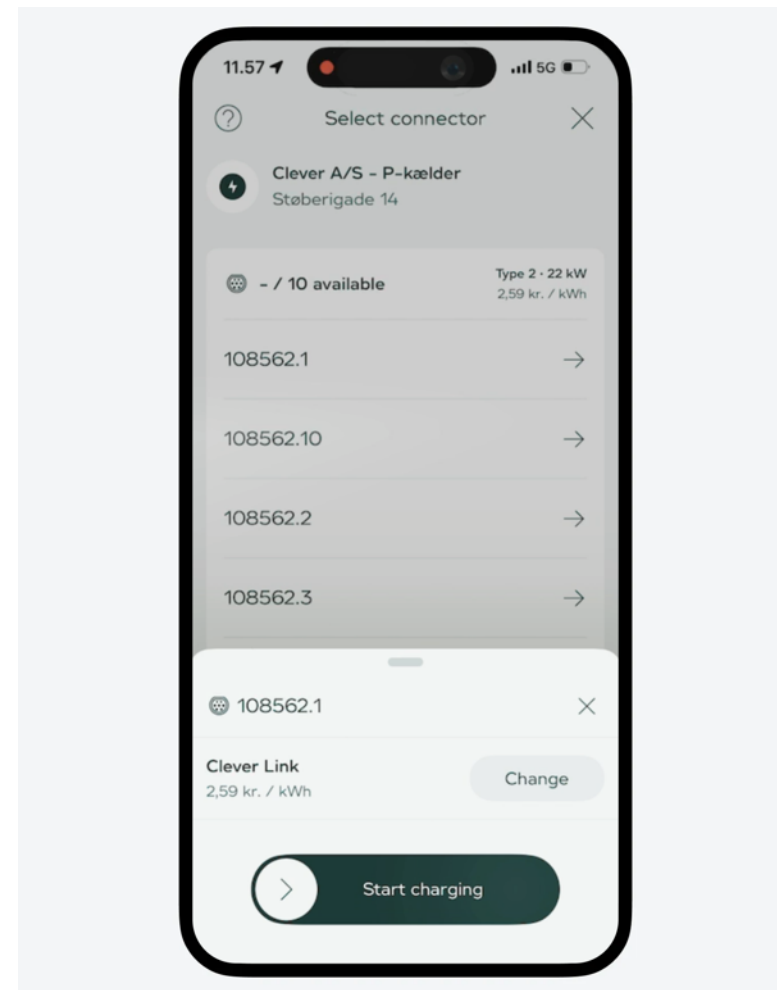 11.57
5G
Select connector
Clever A/S - P-kælder
Støberigade 14
- / 10 available
Type 2 · 22 kW
2,59 kr. / kWh
108562.1
108562.10
108562.2
108562.3
108562.1
Clever Link
2,59 kr. / kWh
Change
Start charging